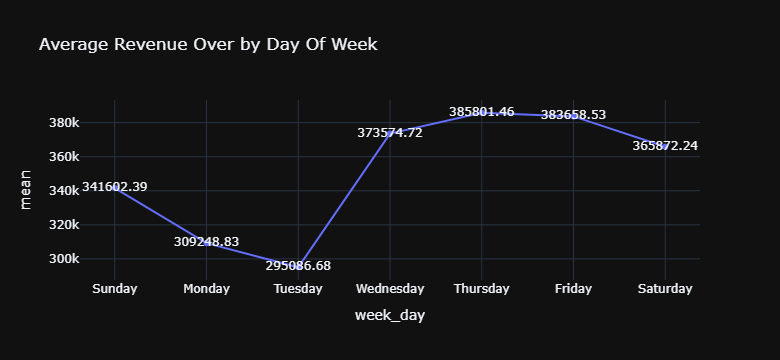 Average Revenue Over by Day Of Week
mean
380k
360k
340k
320k
300k
341602.39
309248.83
295086.68
373574.72
385801.46
383658.53
365872.24
Sunday Monday Tuesday Wednesday Thursday Friday Saturday
week_day